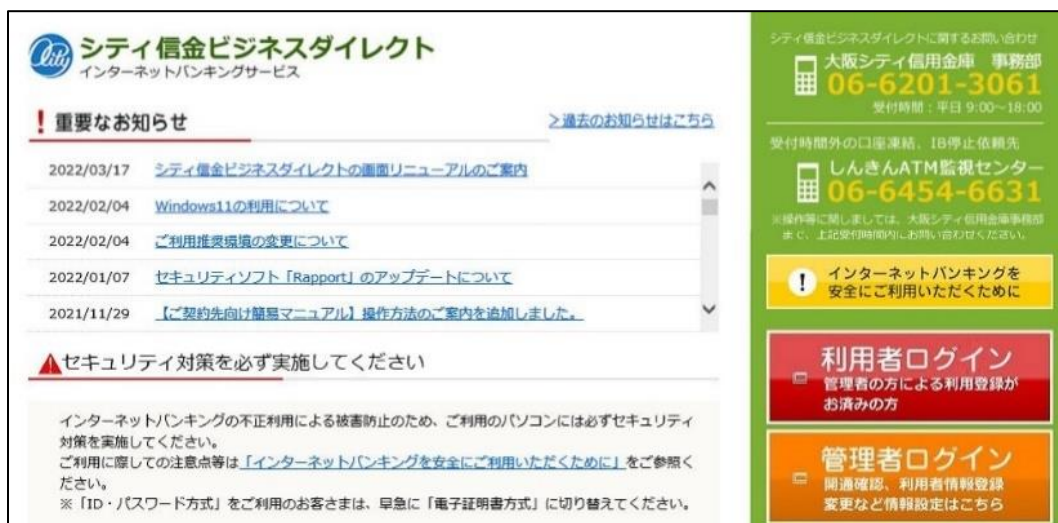 City
シティ信金ビジネスダイレクト
インターネットバンキングサービス
! 重要なお知らせ
>過去のお知らせはこちら
2022/03/17 シティ信金ビジネスダイレクトの画面リニューアルのご案内
2022/02/04 Windows11の利用について
2022/02/04 ご利用推奨環境の変更について
2022/01/07 セキュリティソフト「Rapport」のアップデートについて
2021/11/29 【ご契約先向け簡易マニュアル】操作方法のご案内を追加しました。
セキュリティ対策を必ず実施してください
インターネットバンキングの不正利用による被害防止のため、ご利用のパソコンには必ずセキュリティ
対策を実施してください。
ご利用に際しての注意点等は「インターネットバンキングを安全にご利用いただくために」をご参照く
ださい。
※「ID・パスワード方式」をご利用のお客さまは、早急に「電子証明書方式」に切り替えてください。
シティ信金ビジネスダイレクトに関するお問い合わせ
大阪シティ信用金庫 事務部
06-6201-3061
受付時間：平日 9:00～18:00
受付時間外の口座凍結、IB停止依頼先
しんきんATM監視センター
06-6454-6631
※操作等に関しましては、大阪シティ信用金庫事務部
まで、上記受付時間内にお問い合わせください。
! インターネットバンキングを
安全にご利用いただくために
利用者ログイン
管理者の方による利用登録が
お済みの方
管理者ログイン
開通確認、利用者情報登録
変更など情報設定はこちら